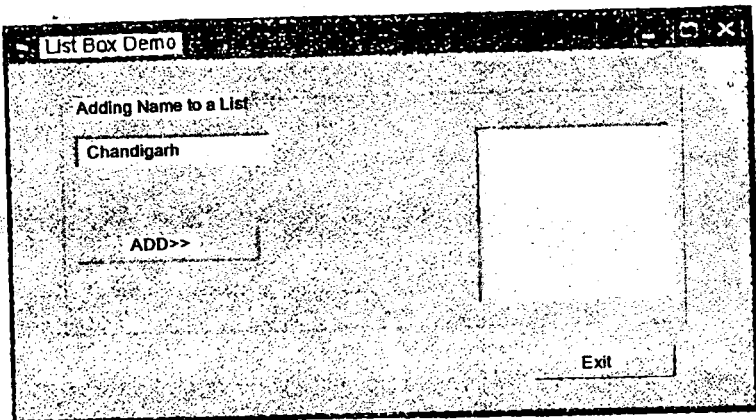 List Box Demo
Adding Name to a List
Chandigarh
ADD>>
Exit